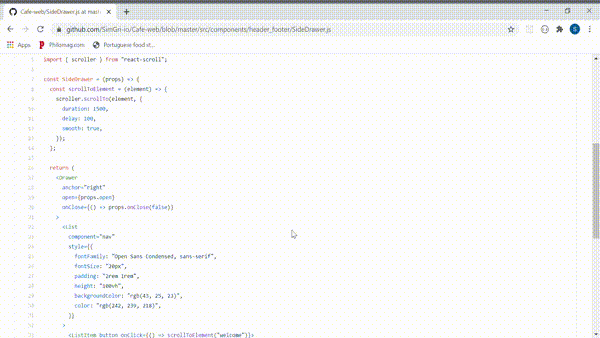 Cafe-web/SideDrawer.js at mast
github.com/SimGri-io/Cafe-web/blob/master/src/components/header_footer/SideDrawer.js
Apps Philomag.com Portuguese food vi...
import { scroller } from "react-scroll";
const SideDrawer = (props) => {
const scrollToElement = (element) => {
scroller.scrollTo(element, {
duration: 1500,
delay: 100,
smooth: true,
});
};
return (
<Drawer
anchor="right"
open={props.open}
onClose={() => props.onClose(false)}
>
<List
component="nav"
style={{
fontFamily: "Open Sans Condensed, sans-serif",
fontSize: "20px",
padding: "2rem 1rem",
height: "100vh",
backgroundColor: "rgb(43, 25, 22)",
color: "rgb(242, 239, 218)",
}}
>
<ListItem button onClick={() => scrollToElement("welcome")}>